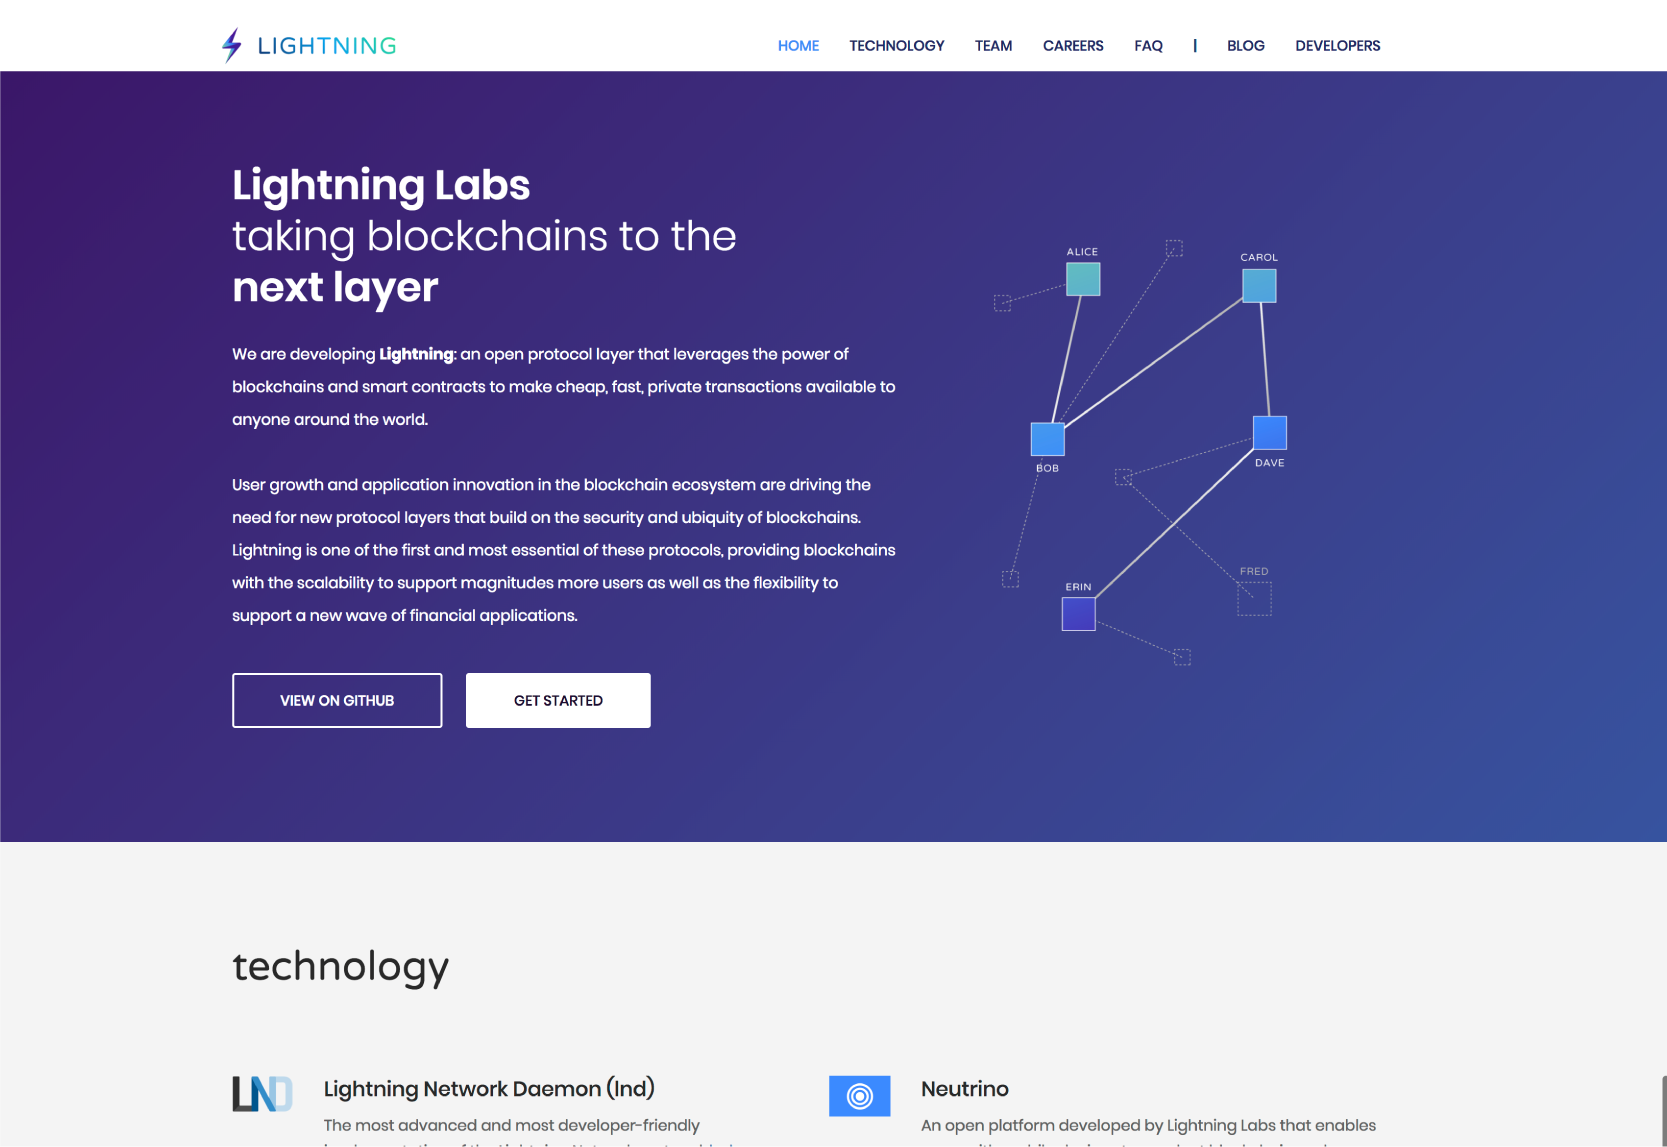 LIGHTNING
HOME TECHNOLOGY TEAM CAREERS FAQ | BLOG DEVELOPERS
Lightning Labs
taking blockchains to the
next layer
We are developing Lightning: an open protocol layer that leverages the power of
blockchains and smart contracts to make cheap, fast, private transactions available to
anyone around the world.
User growth and application innovation in the blockchain ecosystem are driving the
need for new protocol layers that build on the security and ubiquity of blockchains.
Lightning is one of the first and most essential of these protocols, providing blockchains
with the scalability to support magnitudes more users as well as the flexibility to
support a new wave of financial applications.
VIEW ON GITHUB
GET STARTED
ALICE
CAROL
BOB
DAVE
FRED
ERIN
technology
LND
Lightning Network Daemon (lnd)
The most advanced and most developer-friendly
Neutrino
An open platform developed by Lightning Labs that enables